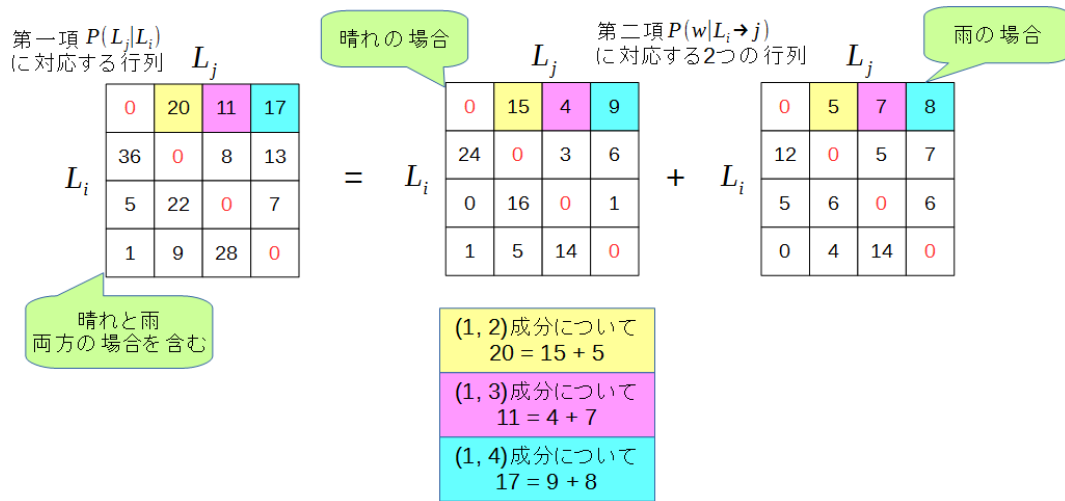 第一項 P(L_j|L_i)
に対応する行列
L_j
晴れの場合
第二項 P(w|L_i→j)
に対応する2つの行列
L_j
L_j
雨の場合
0 20 11 17
36 0 8 13
5 22 0 7
1 9 28 0
L_i
=
0 15 4 9
24 0 3 6
0 16 0 1
1 5 14 0
L_i
+
0 5 7 8
12 0 5 7
5 6 0 6
0 4 14 0
L_i
晴れと雨
両方の場合を含む
(1, 2)成分について
20 = 15 + 5
(1, 3)成分について
11 = 4 + 7
(1, 4)成分について
17 = 9 + 8